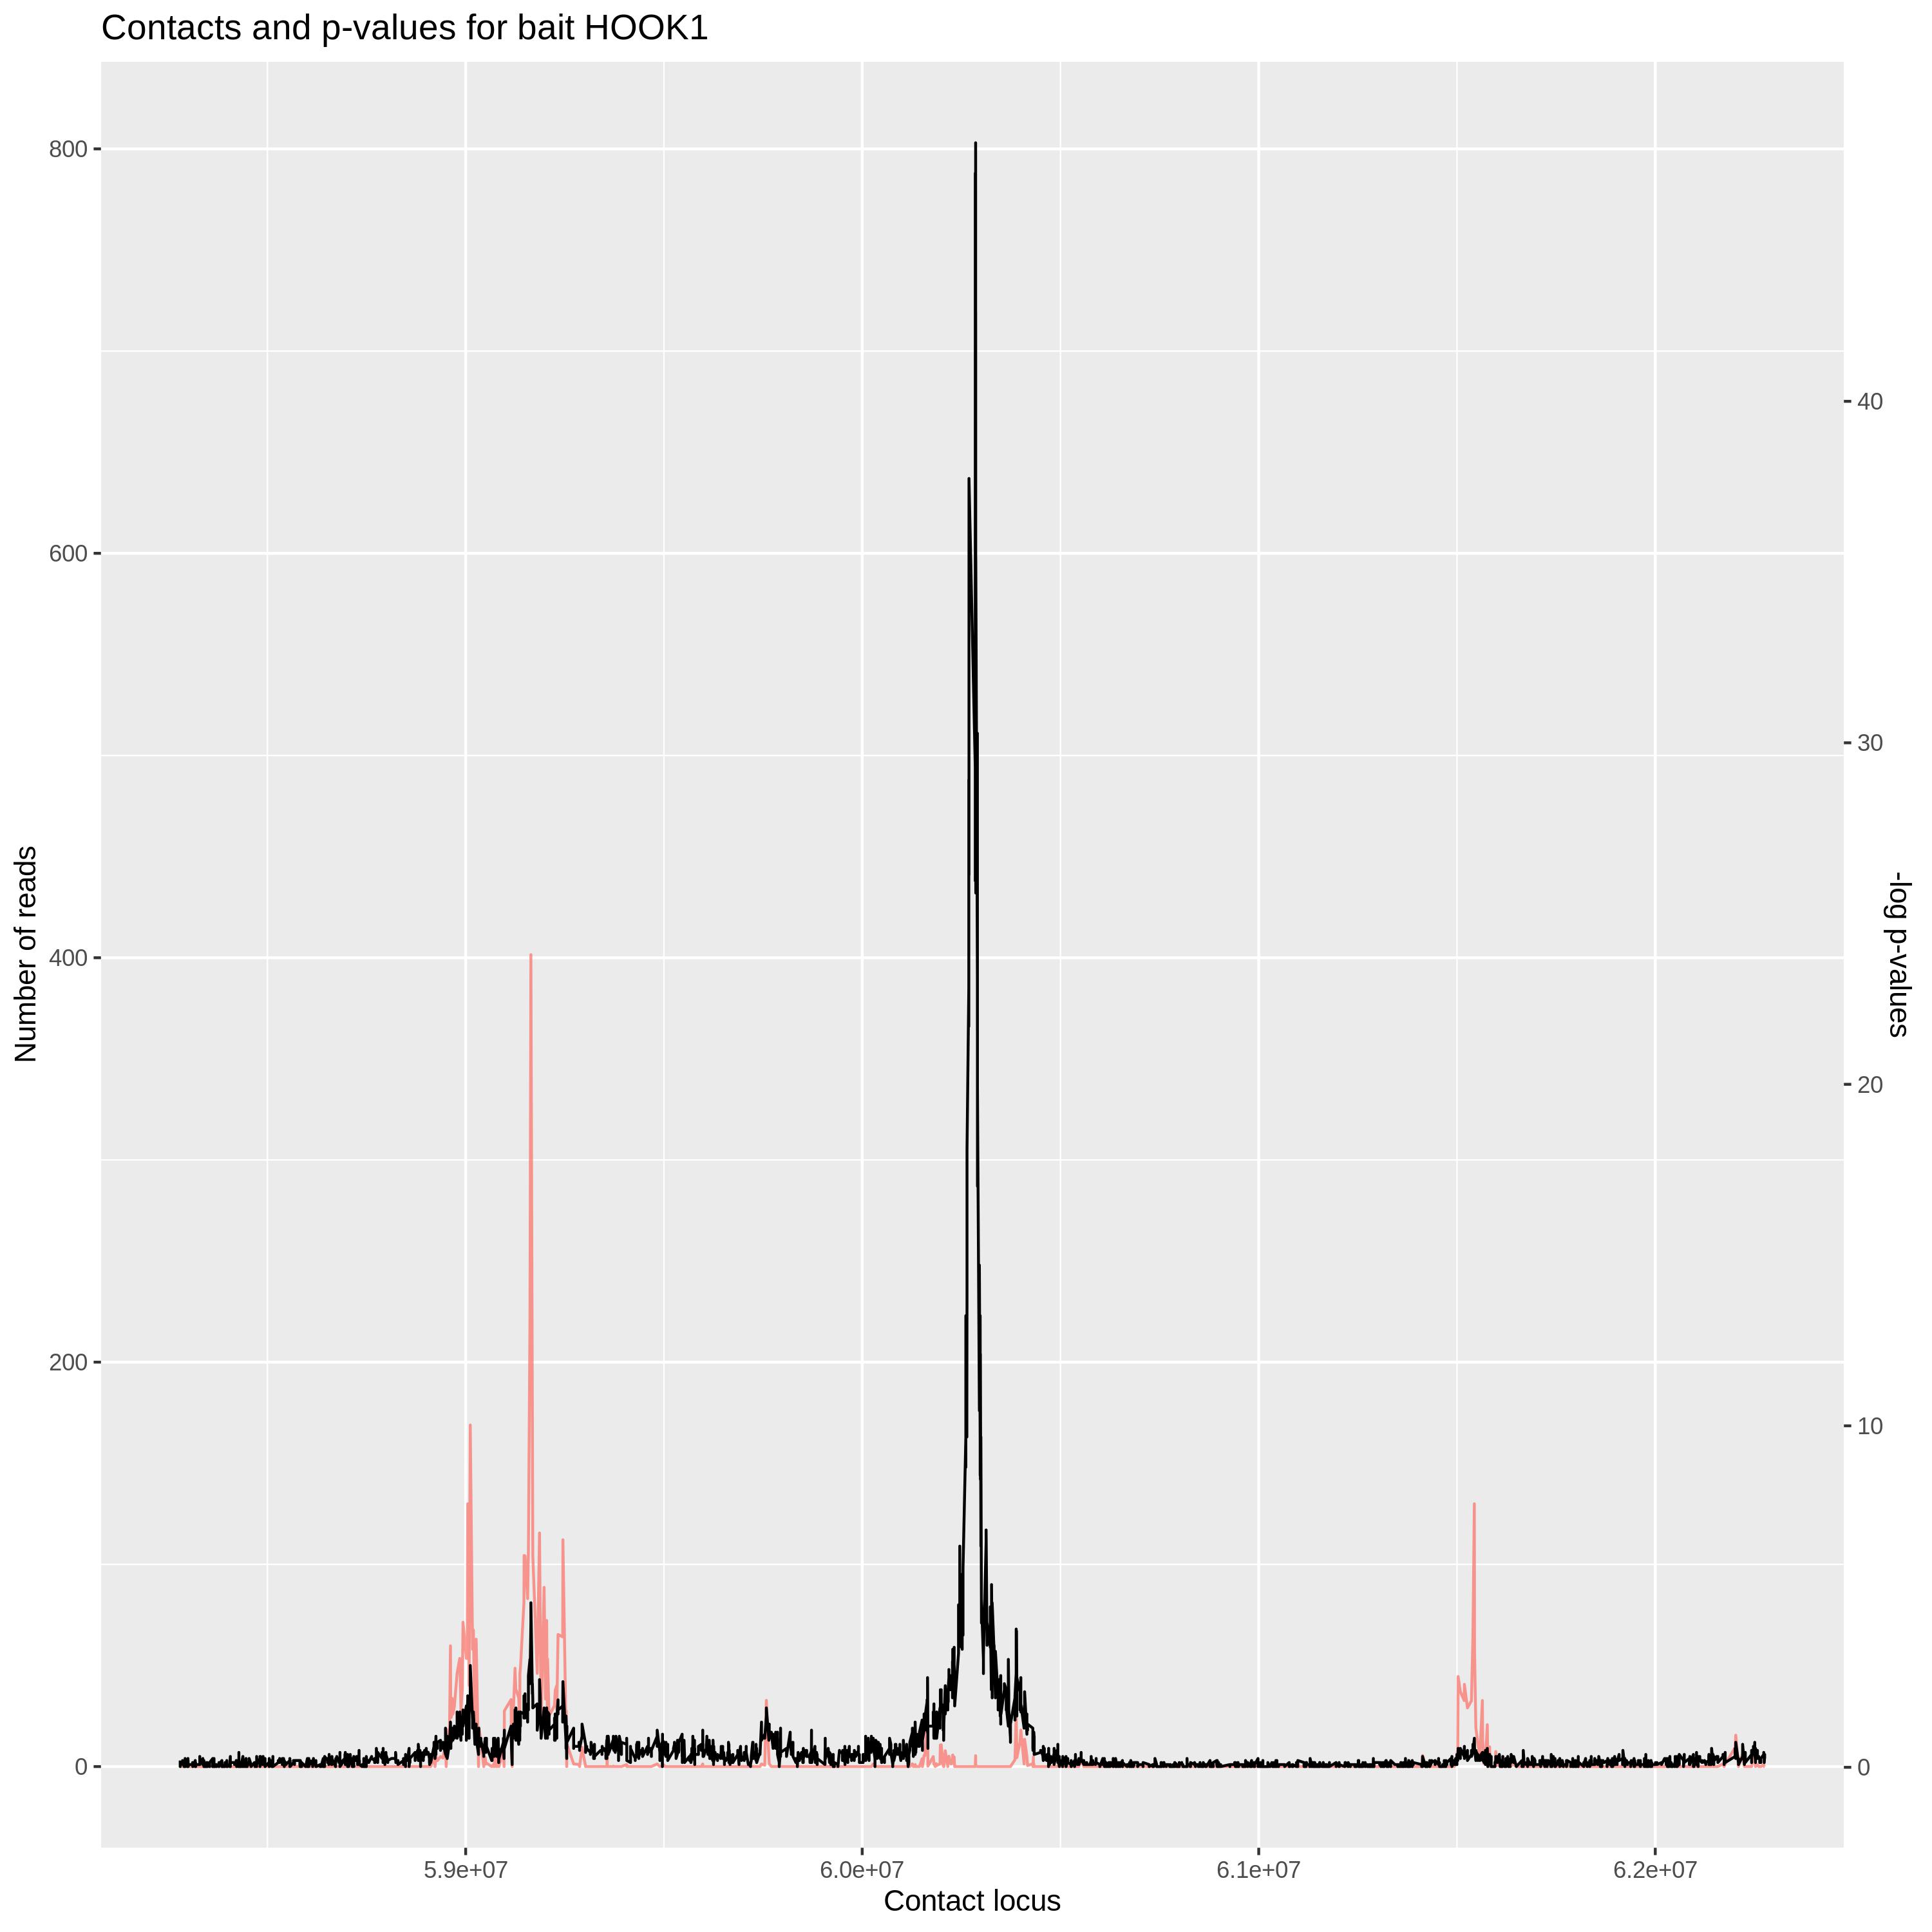 Contacts and p-values for bait HOOK1
800
600
400
200
0
Number of reads
40
30
20
10
0
-log p-values
5.9e+07
6.0e+07
6.1e+07
6.2e+07
Contact locus